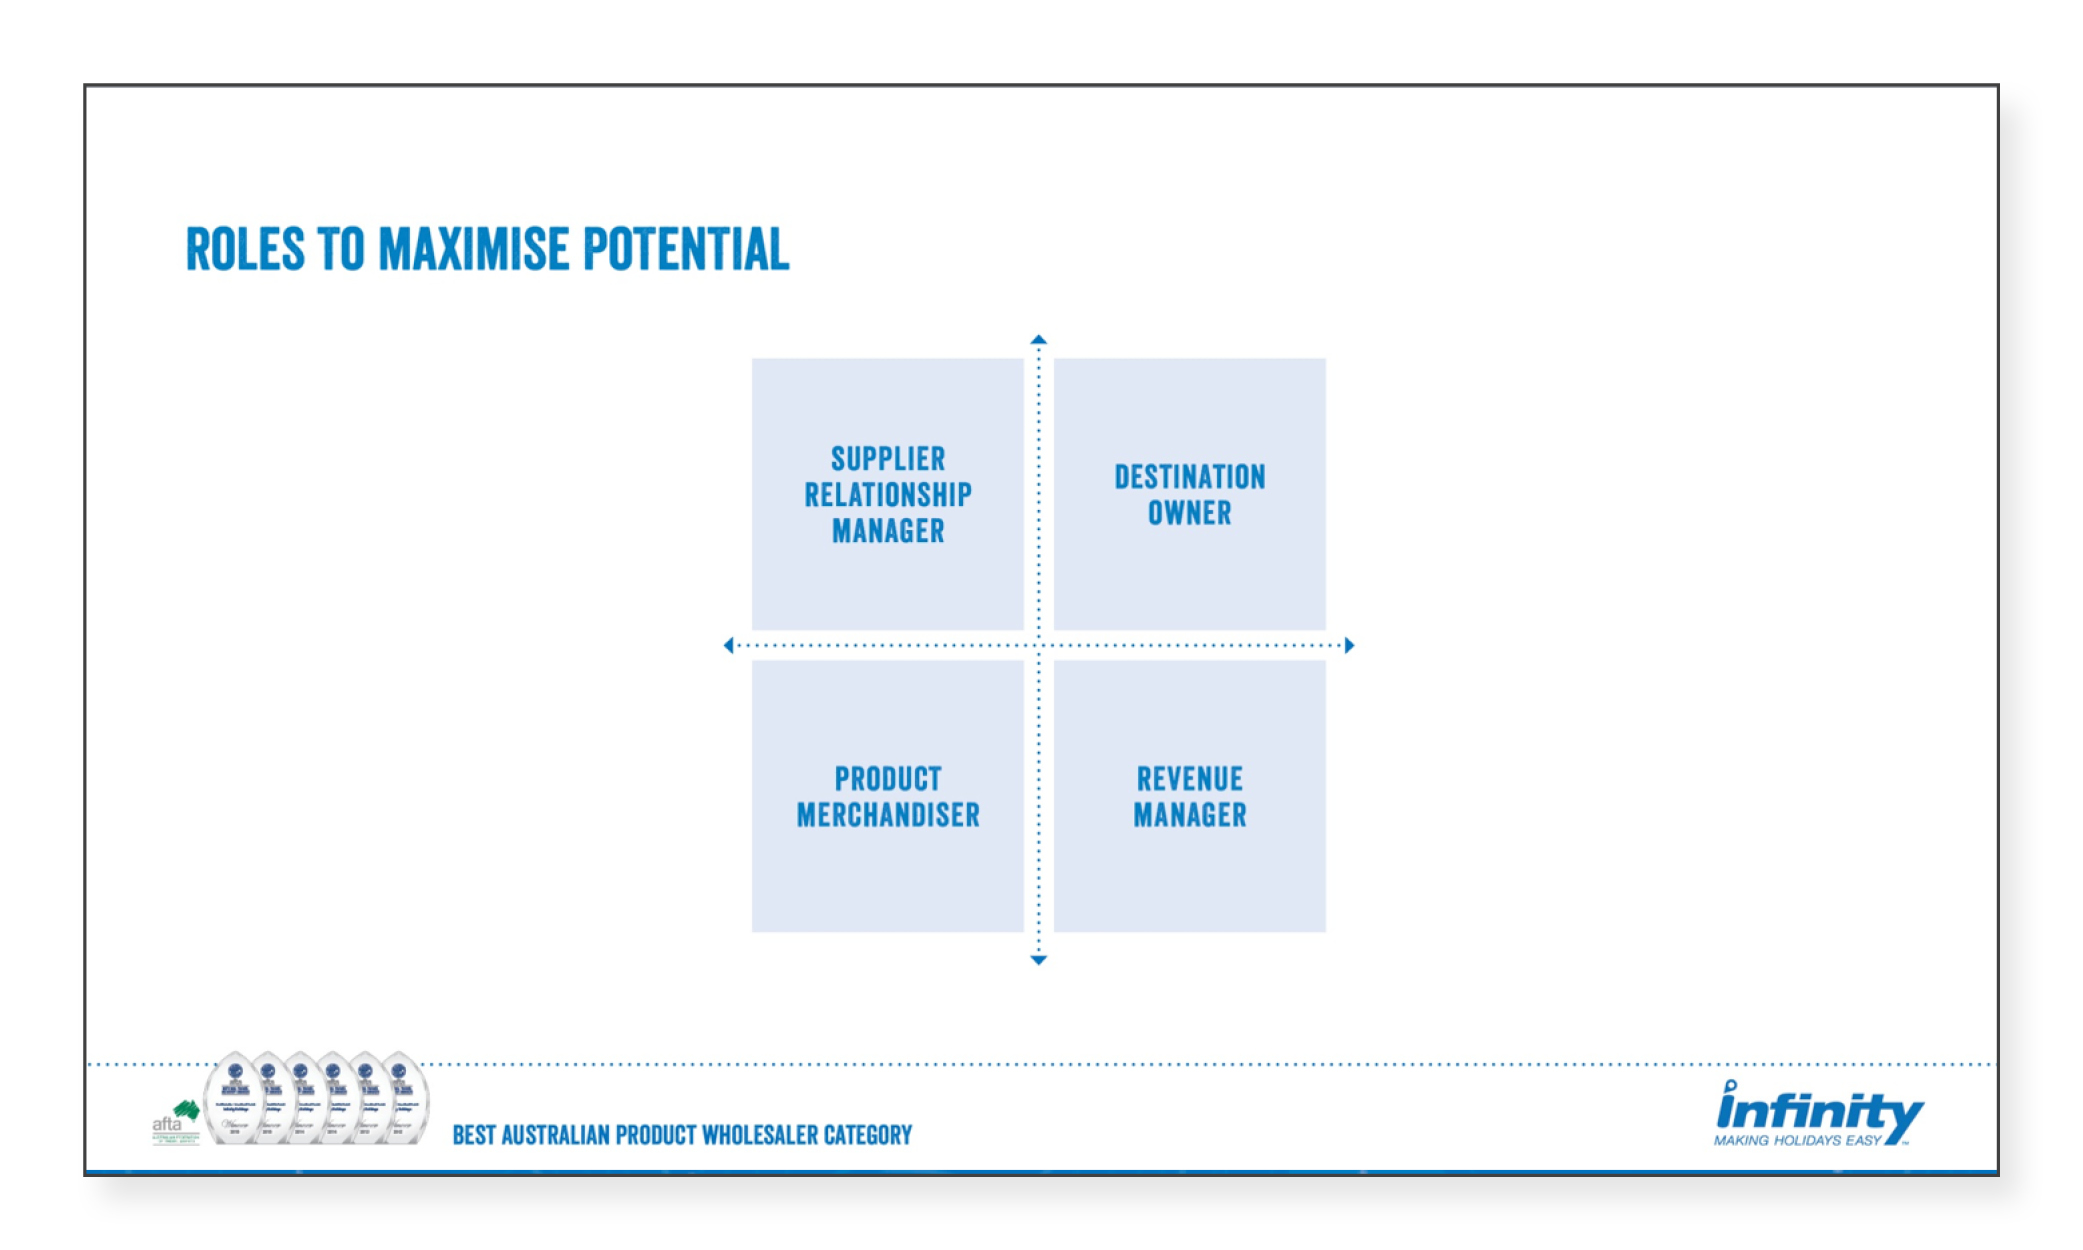 ROLES TO MAXIMISE POTENTIAL
SUPPLIER
RELATIONSHIP
MANAGER
DESTINATION
OWNER
PRODUCT
MERCHANDISER
REVENUE
MANAGER
afta
BEST AUSTRALIAN PRODUCT WHOLESALER CATEGORY
infinity
MAKING HOLIDAYS EASY